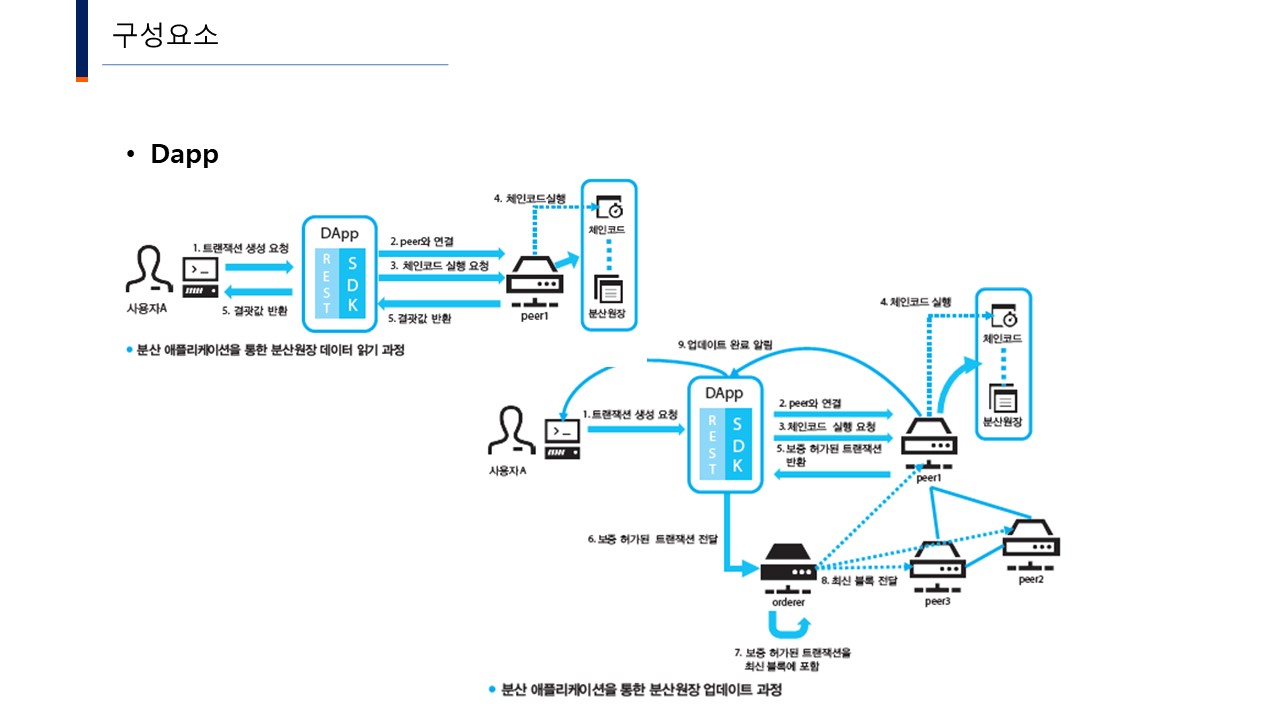 구성요소
• Dapp
4. 체인코드실행
체인코드
분산원장
1. 트랜잭션 생성 요청
5. 결괏값 반환
사용자A
DApp
REST
SDK
2. peer와 연결
3. 체인코드 실행 요청
5. 결괏값 반환
peer1
• 분산 애플리케이션을 통한 분산원장 데이터 읽기 과정
9. 업데이트 완료 알림
4. 체인코드 실행
체인코드
분산원장
1. 트랜잭션 생성 요청
사용자A
DApp
REST
SDK
2. peer와 연결
3. 체인코드 실행 요청
5. 보증 허가된 트랜잭션
반환
peer1
6. 보증 허가된 트랜잭션 전달
orderer
8. 최신 블록 전달
peer3
peer2
7. 보증 허가된 트랜잭션을
최신 블록에 포함
• 분산 애플리케이션을 통한 분산원장 업데이트 과정